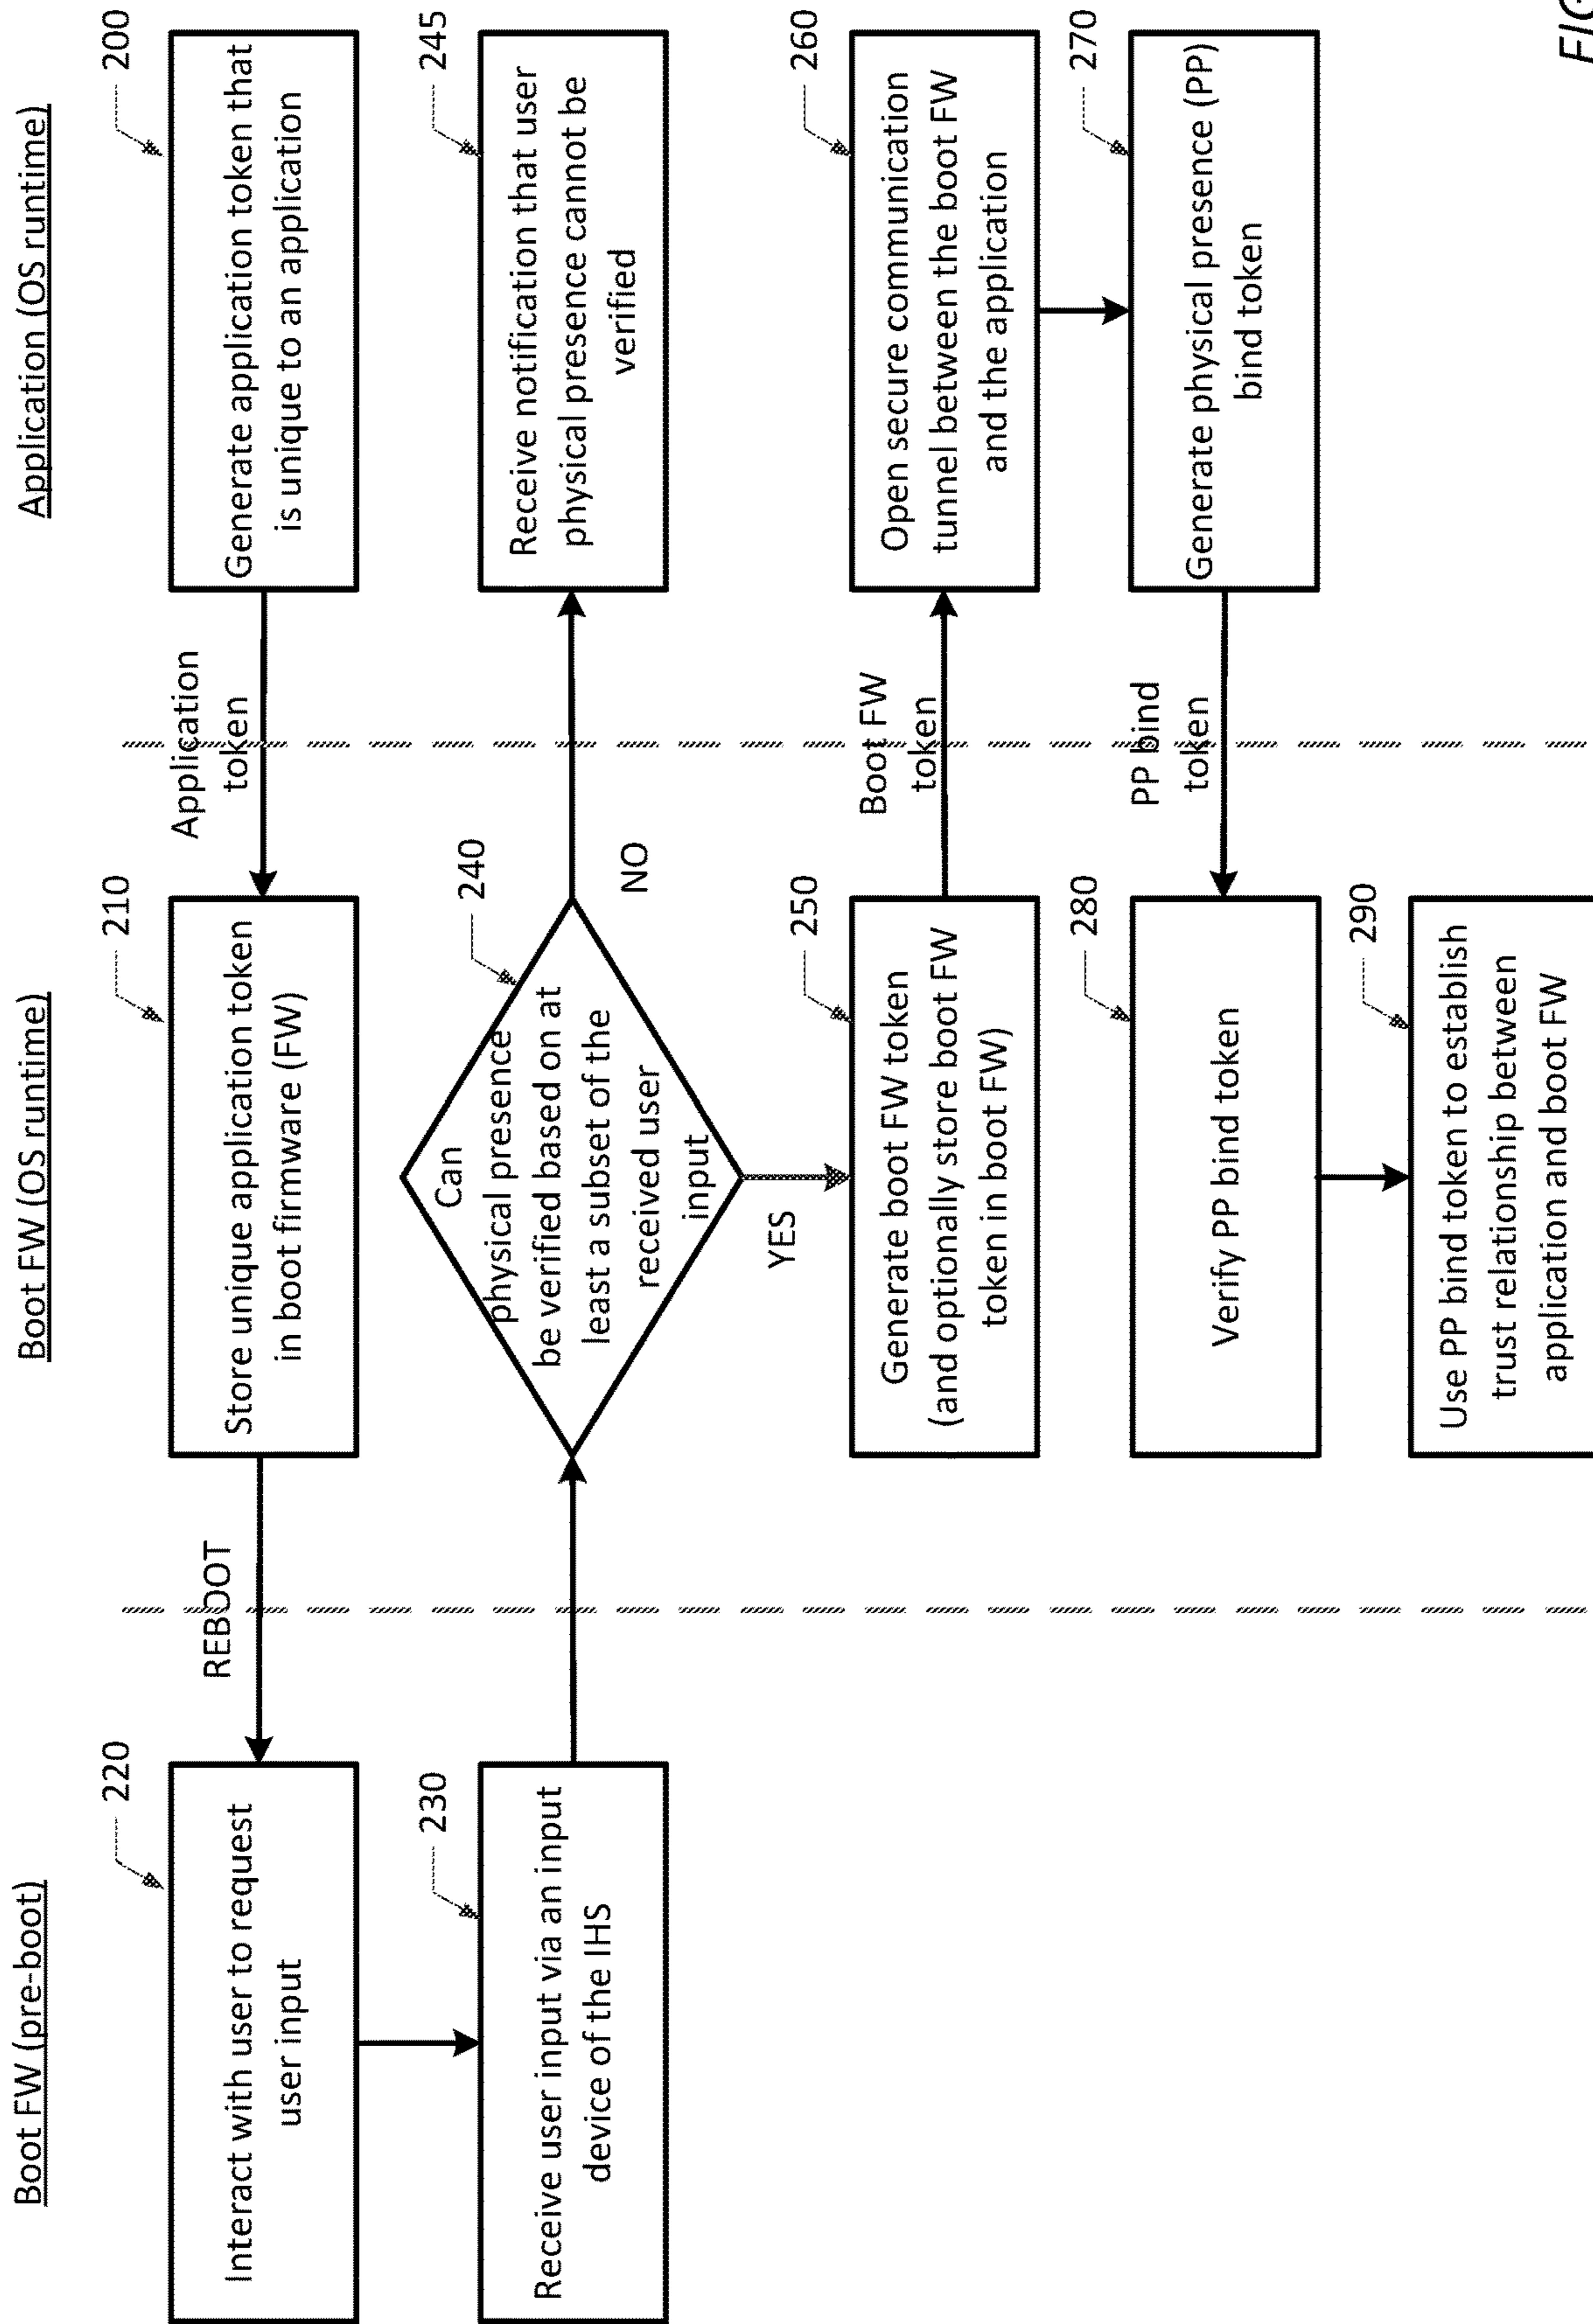 Boot FW (pre-boot)
Boot FW (OS runtime)
Application (OS runtime)
220
Interact with user to request
user input
REBOOT
210
Store unique application token
in boot firmware (FW)
Application
token
200
Generate application token that
is unique to an application
230
Receive user input via an input
device of the IHS
240
Can
physical presence
be verified based on at
least a subset of the
received user
input
NO
YES
245
Receive notification that user
physical presence cannot be
verified
250
Generate boot FW token
(and optionally store boot FW
token in boot FW)
Boot FW
token
260
Open secure communication
tunnel between the boot FW
and the application
280
Verify PP bind token
PP bind
token
270
Generate physical presence (PP)
bind token
290
Use PP bind token to establish
trust relationship between
application and boot FW
FIG